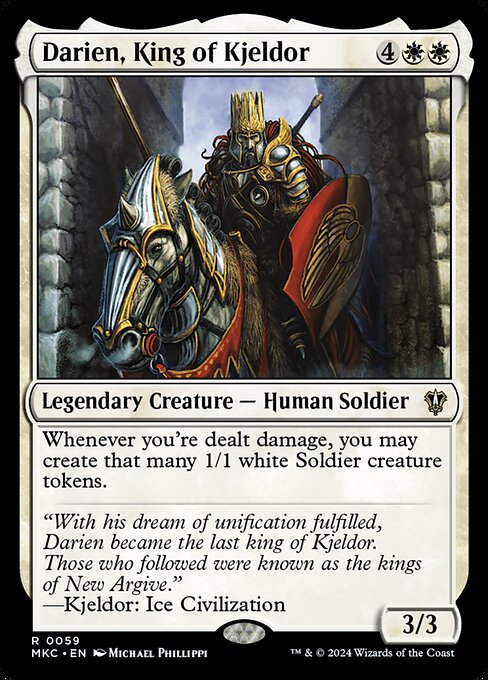 Darien, King of Kjeldor 4
Legendary Creature — Human Soldier
Whenever you're dealt damage, you may
create that many 1/1 white Soldier creature
tokens.
“With his dream of unification fulfilled,
Darien became the last king of Kjeldor.
Those who followed were known as the kings
of New Argive.”
—Kjeldor: Ice Civilization
3/3
R 0059
MKC • EN Michael Phillippi
™ & © 2024 Wizards of the Coast